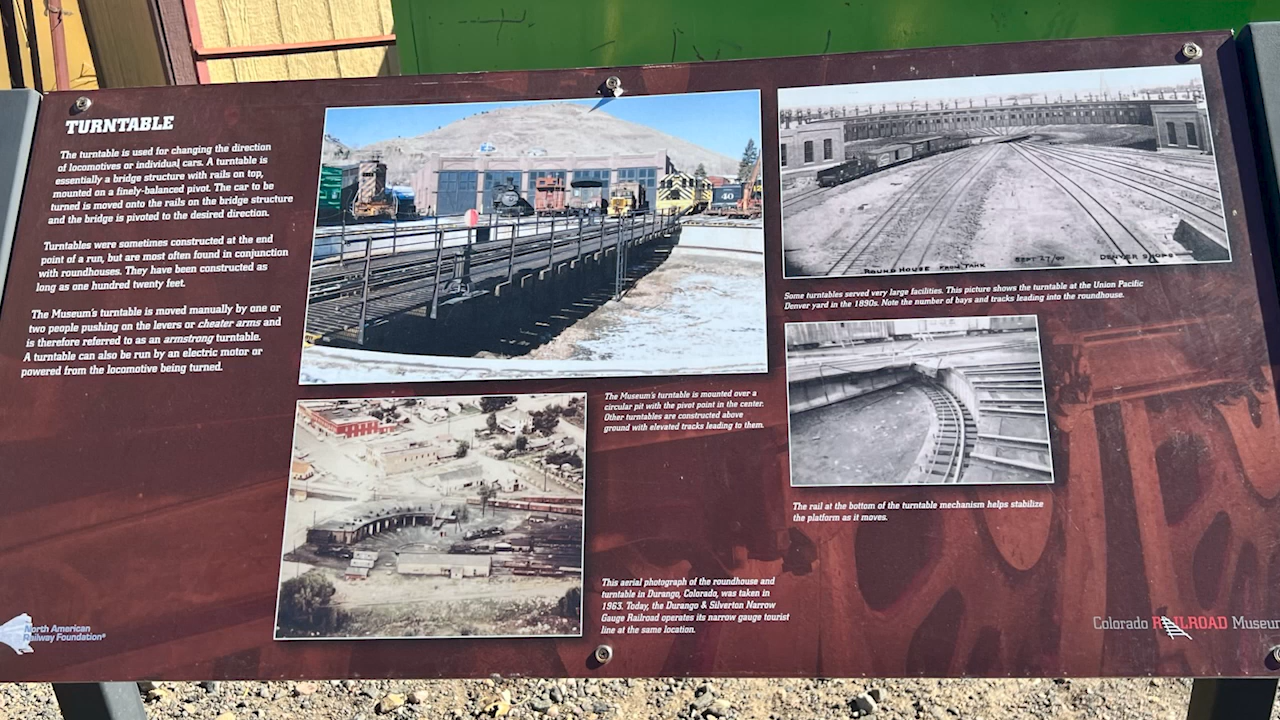 TURNTABLE
The turntable is used for changing the direction
of locomotives or individual cars. A turntable is
essentially a bridge structure with rails on top,
mounted on a finely-balanced pivot. The car to be
turned is moved onto the rails on the bridge structure
and the bridge is pivoted to the desired direction.
Turntables were sometimes constructed at the end
point of a run, but are most often found in conjunction
with roundhouses. They have been constructed as
long as one hundred twenty feet.
The Museum's turntable is moved manually by one or
two people pushing on the levers or cheater arms and
is therefore referred to as an armstrong turntable.
A turntable can also be run by an electric motor or
powered from the locomotive being turned.
40
The Museum's turntable is mounted over a
circular pit with the pivot point in the center.
Other turntables are constructed above
ground with elevated tracks leading to them.
This aerial photograph of the roundhouse and
turntable in Durango, Colorado, was taken in
1963. Today, the Durango & Silverton Narrow
Gauge Railroad operates its narrow gauge tourist
line at the same location.
ROUND HOUSE FROM TANK SEPT 27/00 DENVER SHOPS
Some turntables served very large facilities. This picture shows the turntable at the Union Pacific
Denver yard in the 1890s. Note the number of bays and tracks leading into the roundhouse.
The rail at the bottom of the turntable mechanism helps stabilize
the platform as it moves.
North American
Railway Foundation®
Colorado RAILROAD Museum